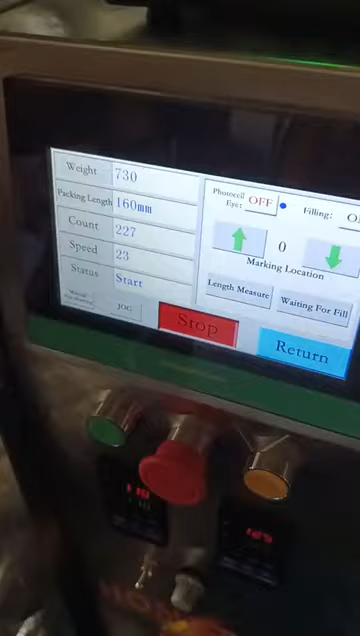 Weight 730
Packing Length 160mm
Count 227
Speed 23
Status Start
JOG
Stop
Photocell Eye: OFF
Filling:
0
Marking Location
Length Measure
Waiting For Fill
Return